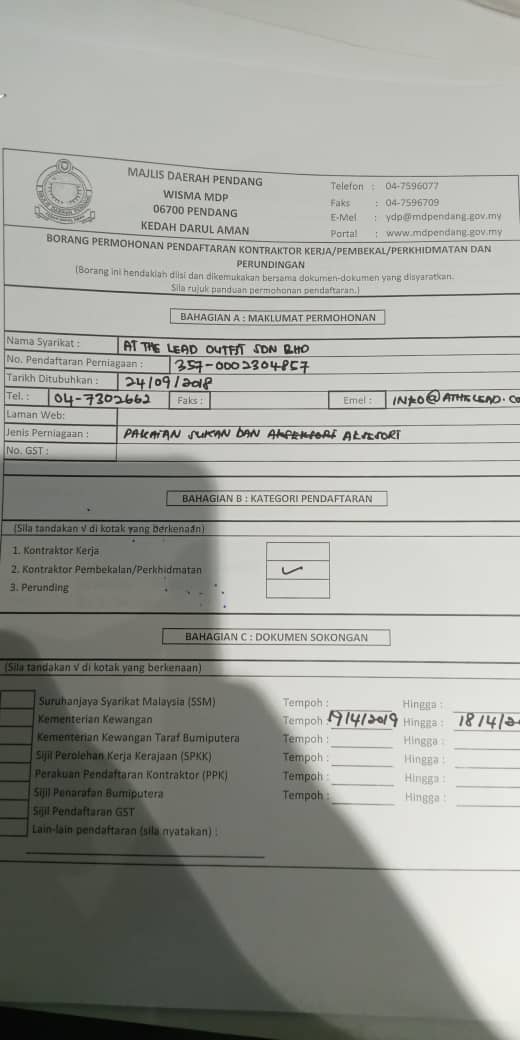 MAJLIS DAERAH PENDANG
WISMA MDP
06700 PENDANG
KEDAH DARUL AMAN
Telefon : 04-7596077
Faks : 04-7596709
E-Mel : ydp@mdpendang.gov.my
Portal : www.mdpendang.gov.my
BORANG PERMOHONAN PENDAFTARAN KONTRAKTOR KERJA/PEMBEKAL/PERKHIDMATAN DAN
PERUNDINGAN
(Borang ini hendaklah diisi dan dikemukakan bersama dokumen-dokumen yang disyaratkan.
Sila rujuk panduan permohonan pendaftaran.)
BAHAGIAN A : MAKLUMAT PERMOHONAN
Nama Syarikat : AT THE LEAD OUTFIT SDN BHD
No. Pendaftaran Perniagaan : 357-0002304857
Tarikh Ditubuhkan : 24/09/2018
Tel. : 04-7302662 Faks : Emel : INFO@ATHELEAD.CO
Laman Web:
Jenis Perniagaan : PAKAIAN SUKAN DAN AKSESORI
No. GST :
BAHAGIAN B : KATEGORI PENDAFTARAN
(Sila tandakan √ di kotak yang berkenaan)
1. Kontraktor Kerja
2. Kontraktor Pembekalan/Perkhidmatan ✓
3. Perunding
BAHAGIAN C : DOKUMEN SOKONGAN
(Sila tandakan √ di kotak yang berkenaan)
Suruhanjaya Syarikat Malaysia (SSM) Tempoh : Hingga :
Kementerian Kewangan Tempoh : 19/4/2019 Hingga : 18/4/2
Kementerian Kewangan Taraf Bumiputera Tempoh : Hingga :
Sijil Perolehan Kerja Kerajaan (SPKK) Tempoh : Hingga :
Perakuan Pendaftaran Kontraktor (PPK) Tempoh : Hingga :
Sijil Penarafan Bumiputera Tempoh : Hingga :
Sijil Pendaftaran GST
Lain-lain pendaftaran (sila nyatakan) :